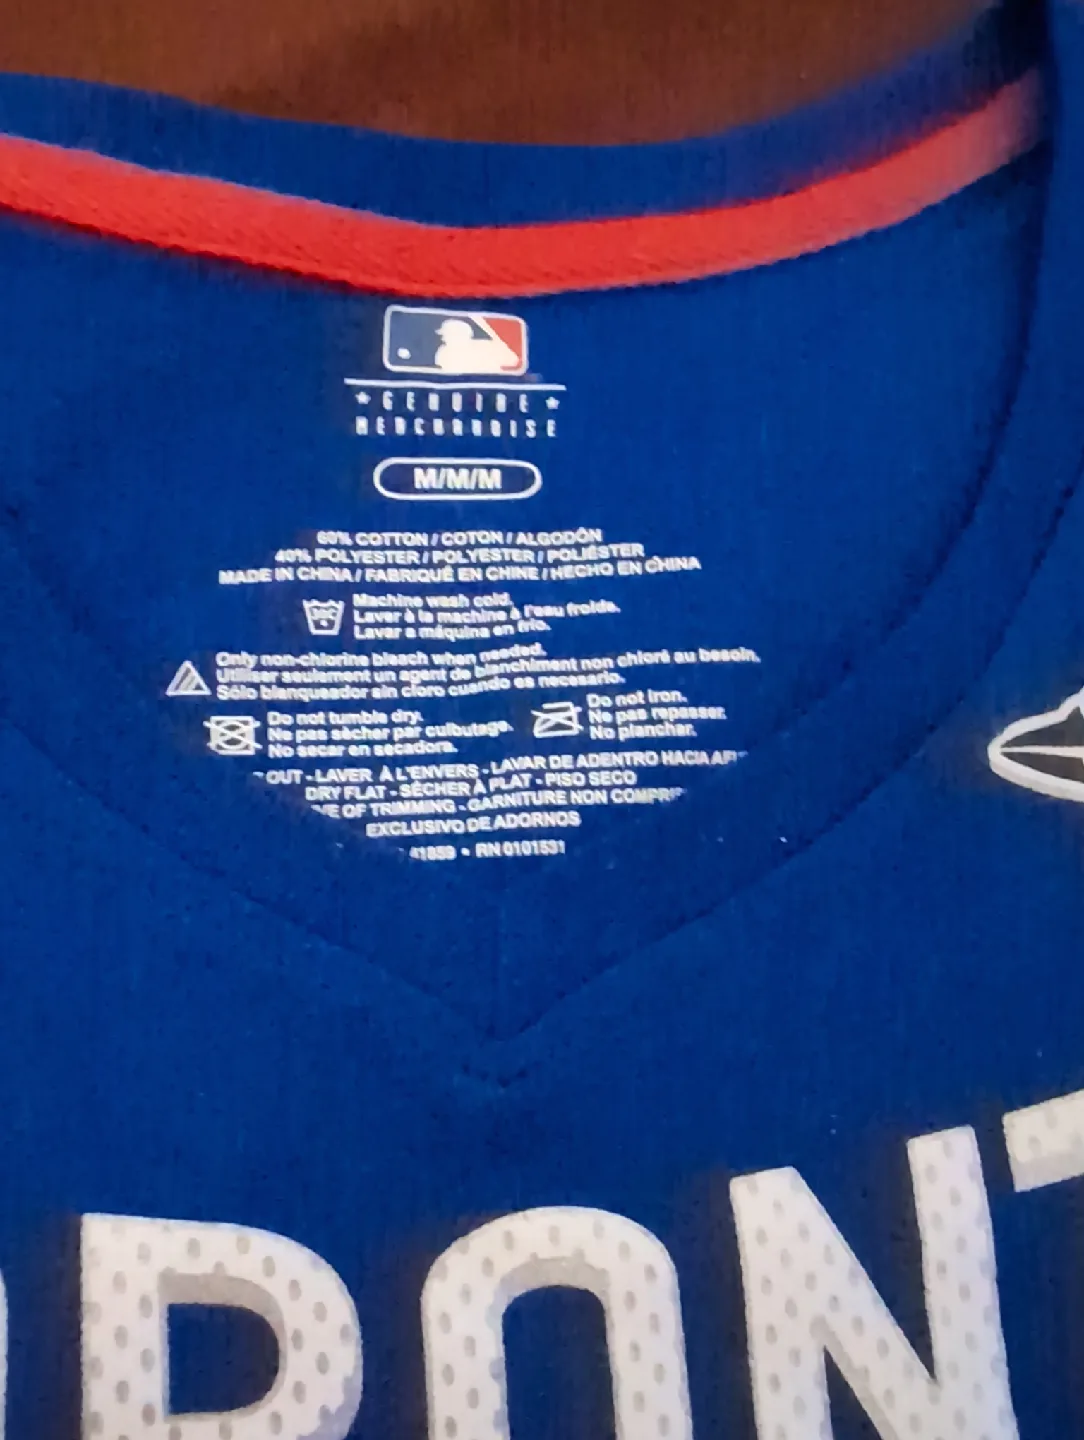 ★ GENUINE ★
MERCHANDISE
M/M/M
60% COTTON / COTON / ALGODÓN
40% POLYESTER / POLYESTER / POLIÉSTER
MADE IN CHINA / FABRIQUÉ EN CHINE / HECHO EN CHINA
30C
Machine wash cold.
Laver à la machine à l'eau froide.
Lavar a máquina en frio.
Only non-chlorine bleach when needed.
Utiliser seulement un agent de blanchiment non chloré au besoin.
Sólo blanqueador sin cloro cuando es necesario.
Do not tumble dry.
Ne pas sècher par culbutage.
No secar en secadora.
Do not iron.
Ne pas repasser.
No planchar.
OUT - LAVER À L'ENVERS - LAVAR DE ADENTRO HACIA
DRY FLAT - SÉCHER À PLAT - PISO SECO
OF TRIMMING - GARNITURE NON
EXCLUSIVO DE ADORNOS
41859 • RN 0101531
RONT